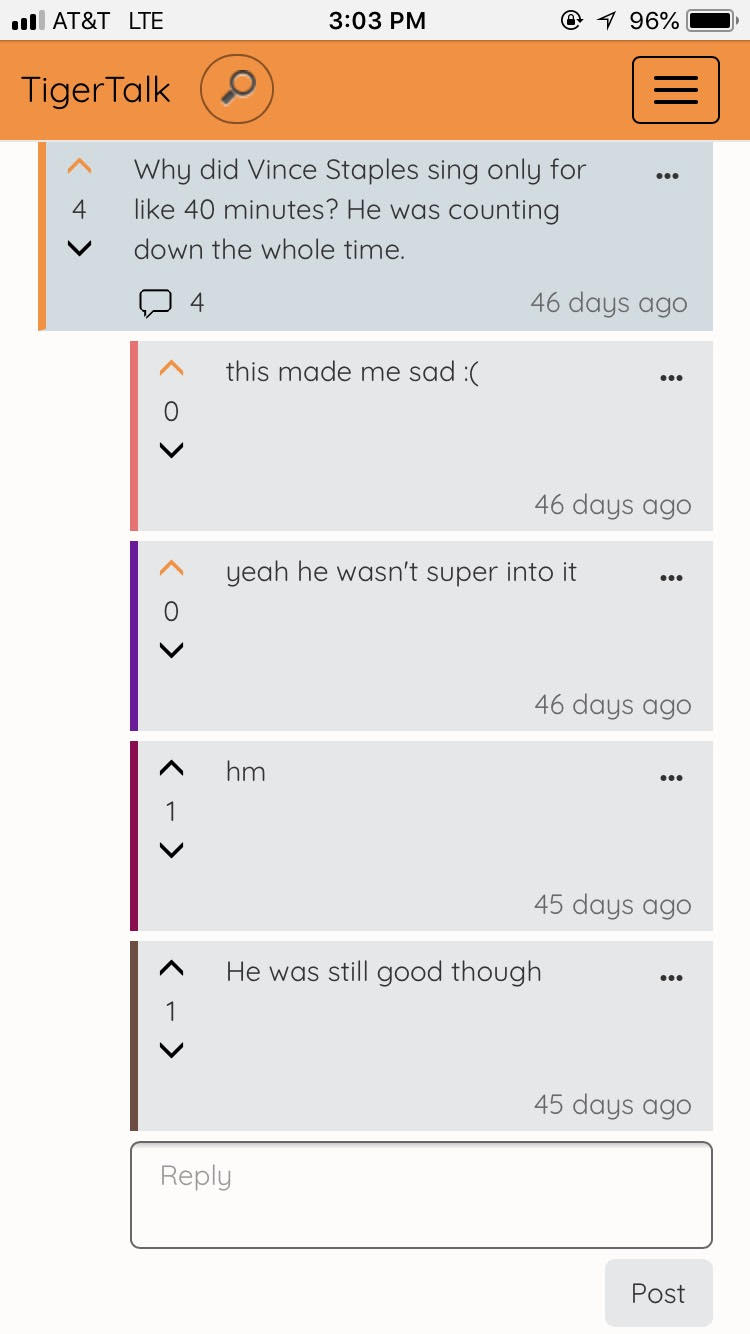 AT&T LTE 3:03 PM 96%
TigerTalk
Why did Vince Staples sing only for
4 like 40 minutes? He was counting
down the whole time.
4 46 days ago
this made me sad :(
0
46 days ago
yeah he wasn't super into it
0
46 days ago
hm
1
45 days ago
He was still good though
1
45 days ago
Reply
Post